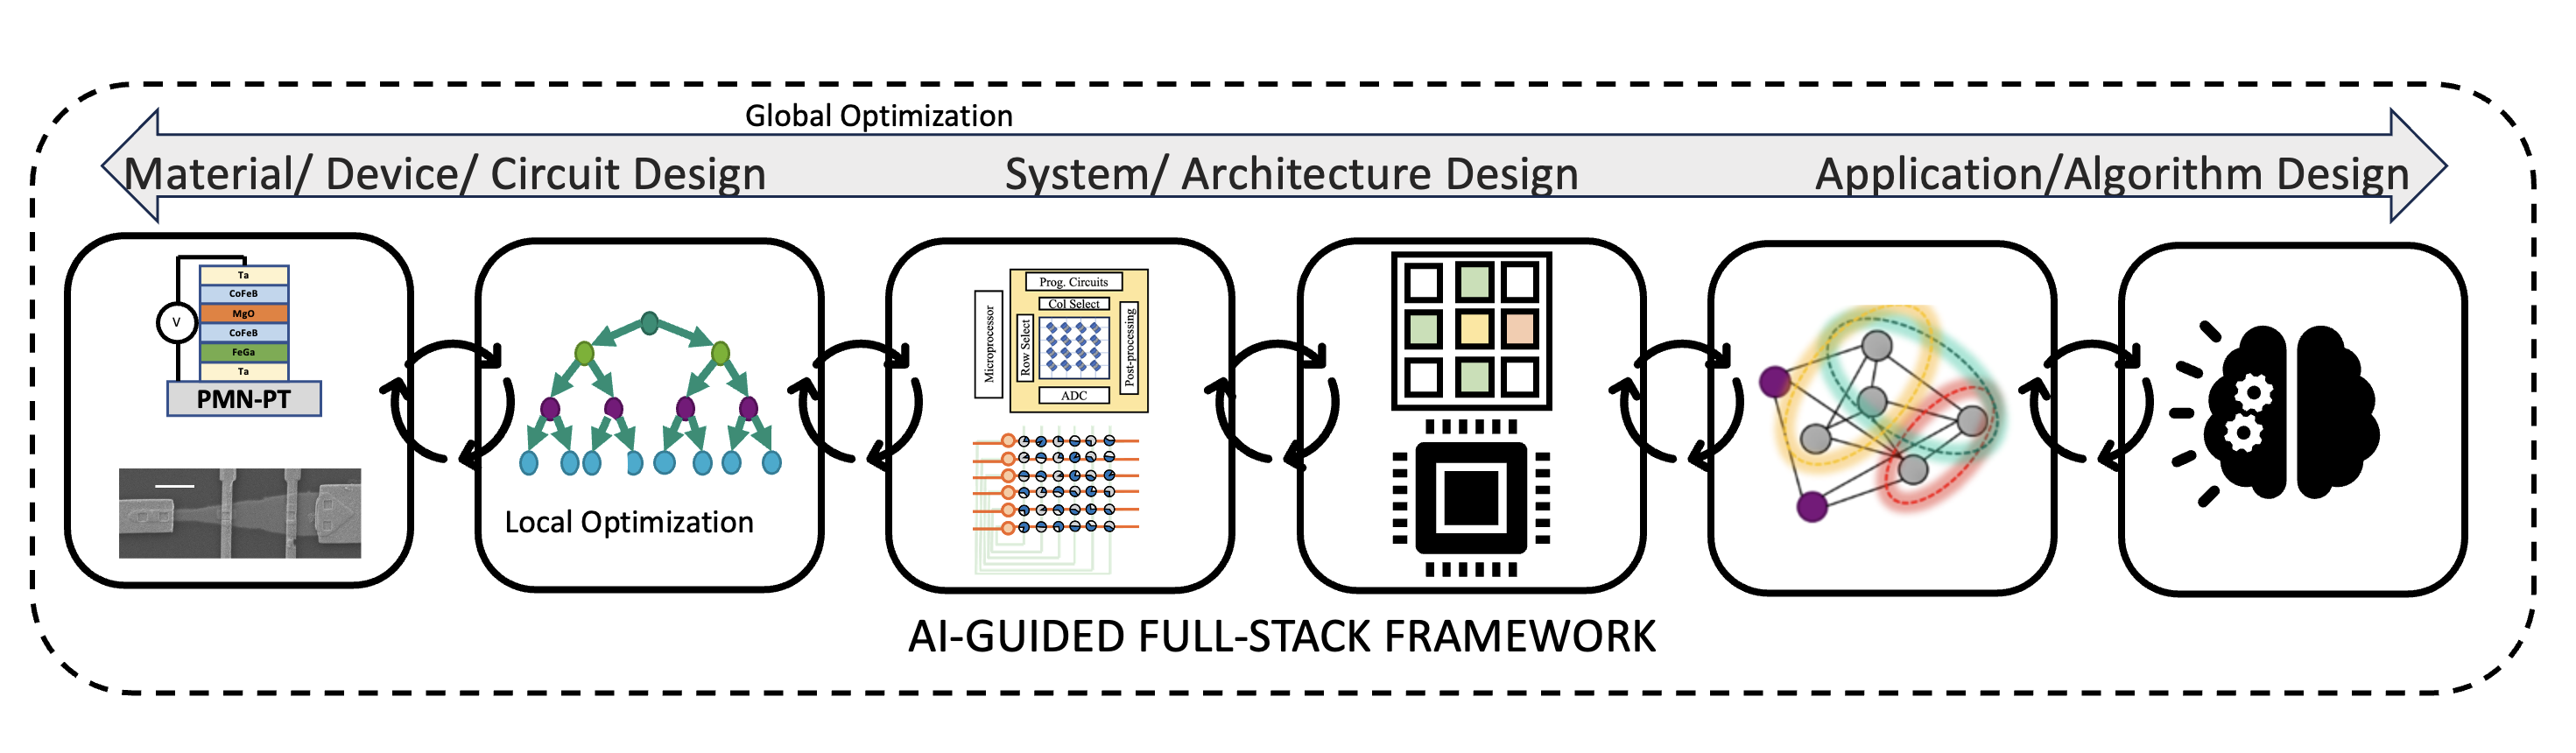 Global Optimization
Material/ Device/ Circuit Design
System/ Architecture Design
Application/Algorithm Design
Ta
CoFeB
MgO
CoFeB
FeGa
Ta
V
PMN-PT
Local Optimization
Microprocessor
Prog. Circuits
Col Select
Row Select
Post-processing
ADC
AI-GUIDED FULL-STACK FRAMEWORK